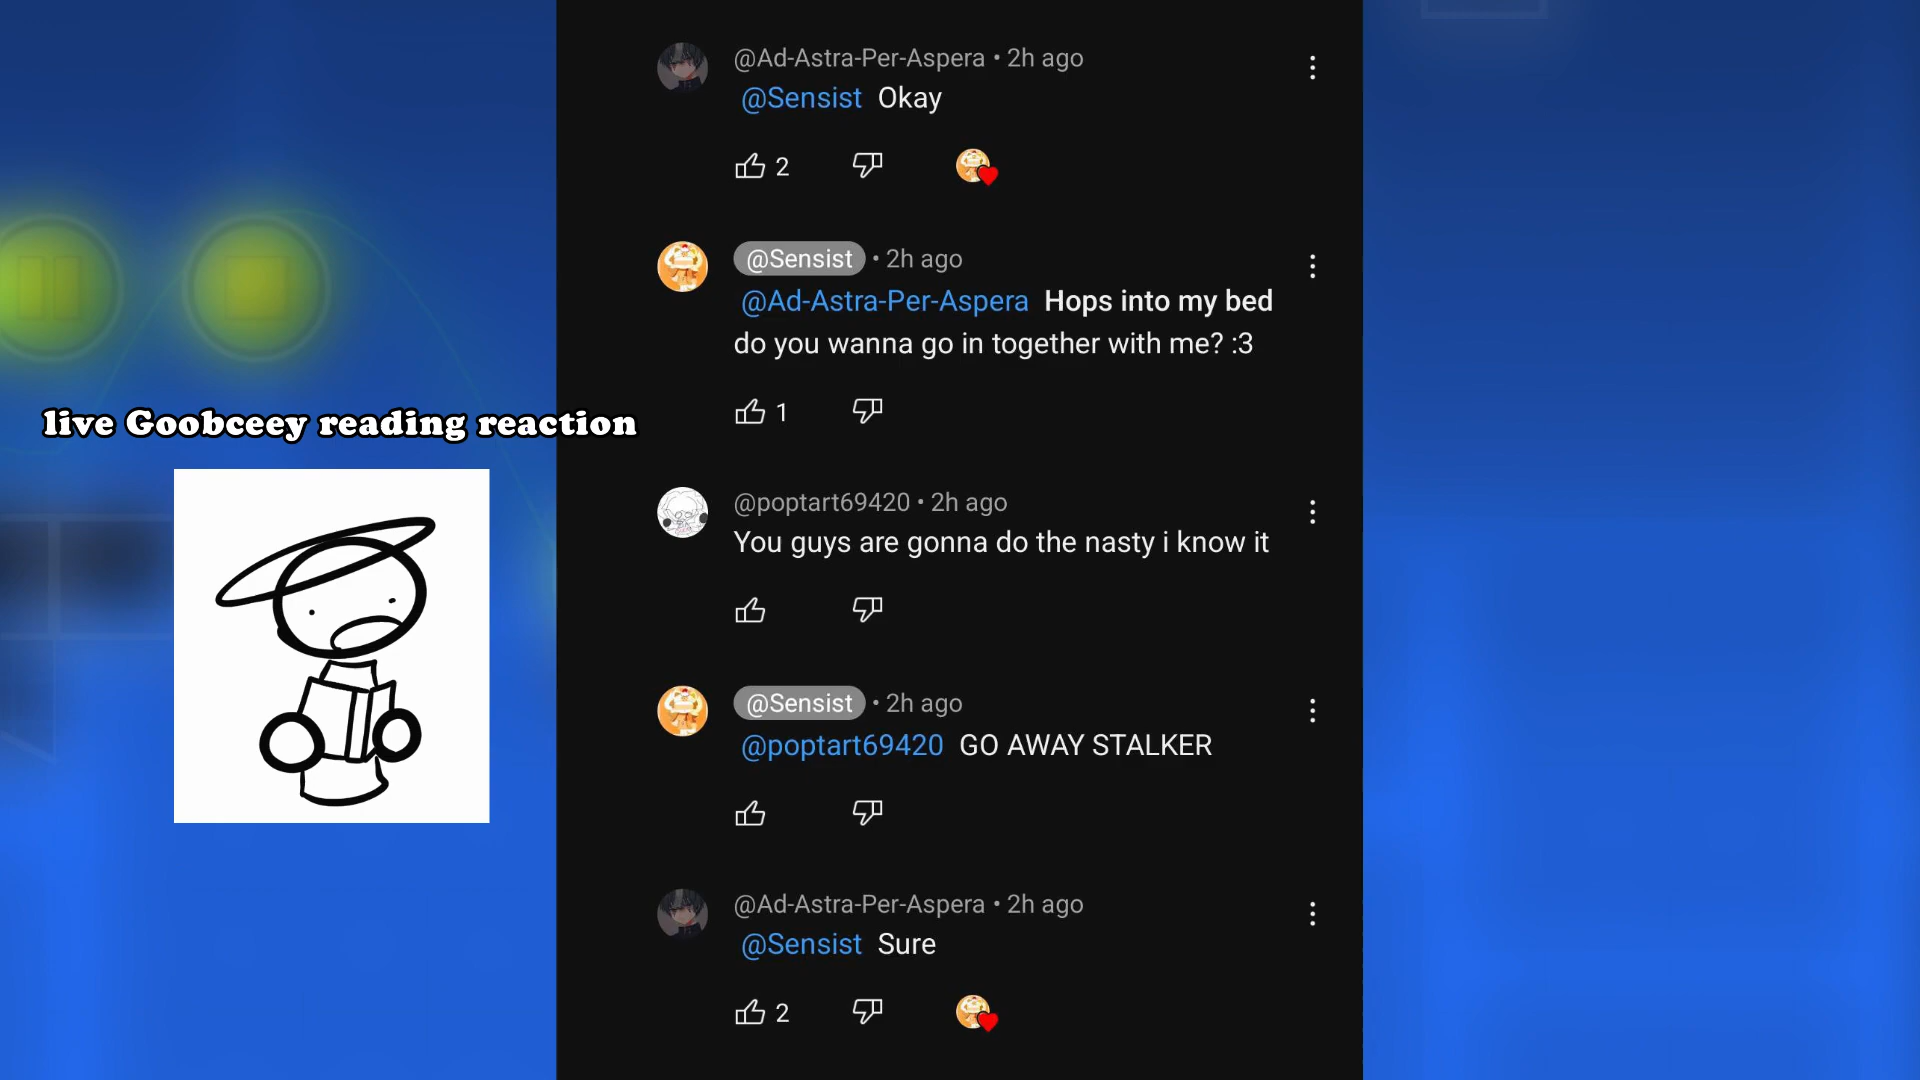 @Ad-Astra-Per-Aspera • 2h ago
@Sensist Okay
2
@Sensist • 2h ago
@Ad-Astra-Per-Aspera Hops into my bed
do you wanna go in together with me? :3
1
live Goobceey reading reaction
@poptart69420 • 2h ago
You guys are gonna do the nasty i know it
@Sensist • 2h ago
@poptart69420 GO AWAY STALKER
@Ad-Astra-Per-Aspera • 2h ago
@Sensist Sure
2